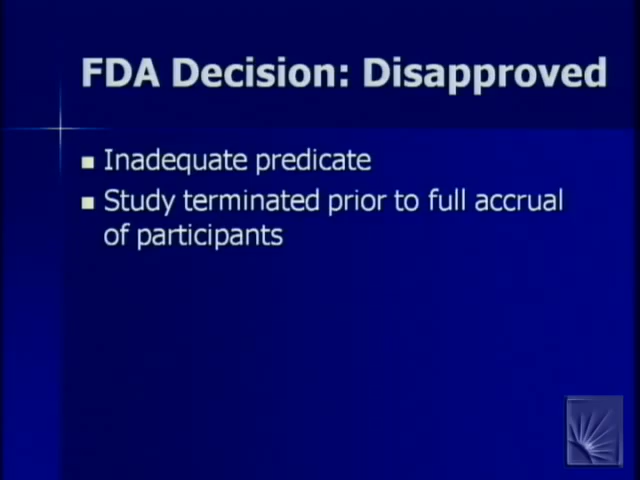 FDA Decision: Disapproved
Inadequate predicate
Study terminated prior to full accrual
of participants